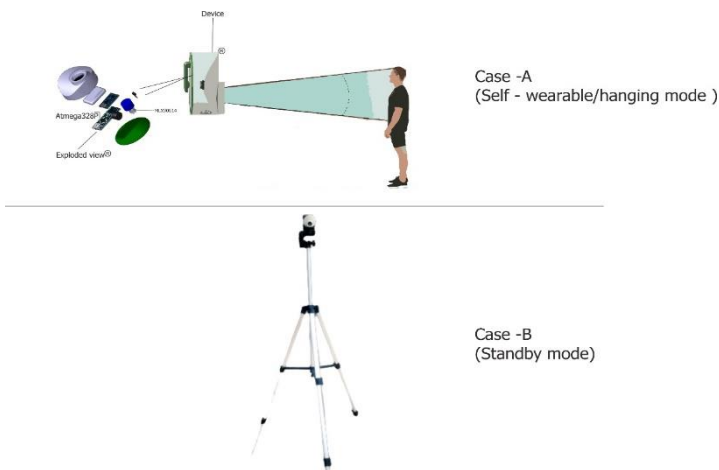 Device
Atmega328P
Exploded view®
Case -A
(Self - wearable/hanging mode )
Case -B
(Standby mode)